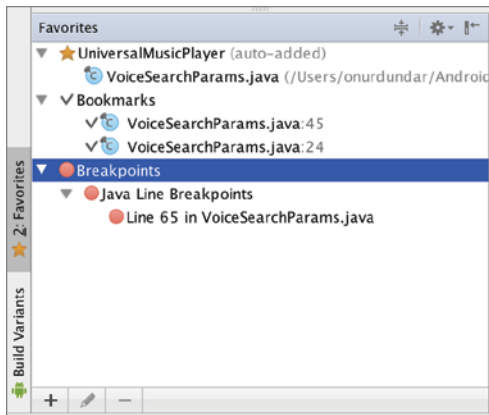 Favorites
UniversalMusicPlayer (auto-added)
VoiceSearchParams.java (/Users/onurdundar/Android
Bookmarks
VoiceSearchParams.java:45
VoiceSearchParams.java:24
Breakpoints
Java Line Breakpoints
Line 65 in VoiceSearchParams.java
2: Favorites
Build Variants